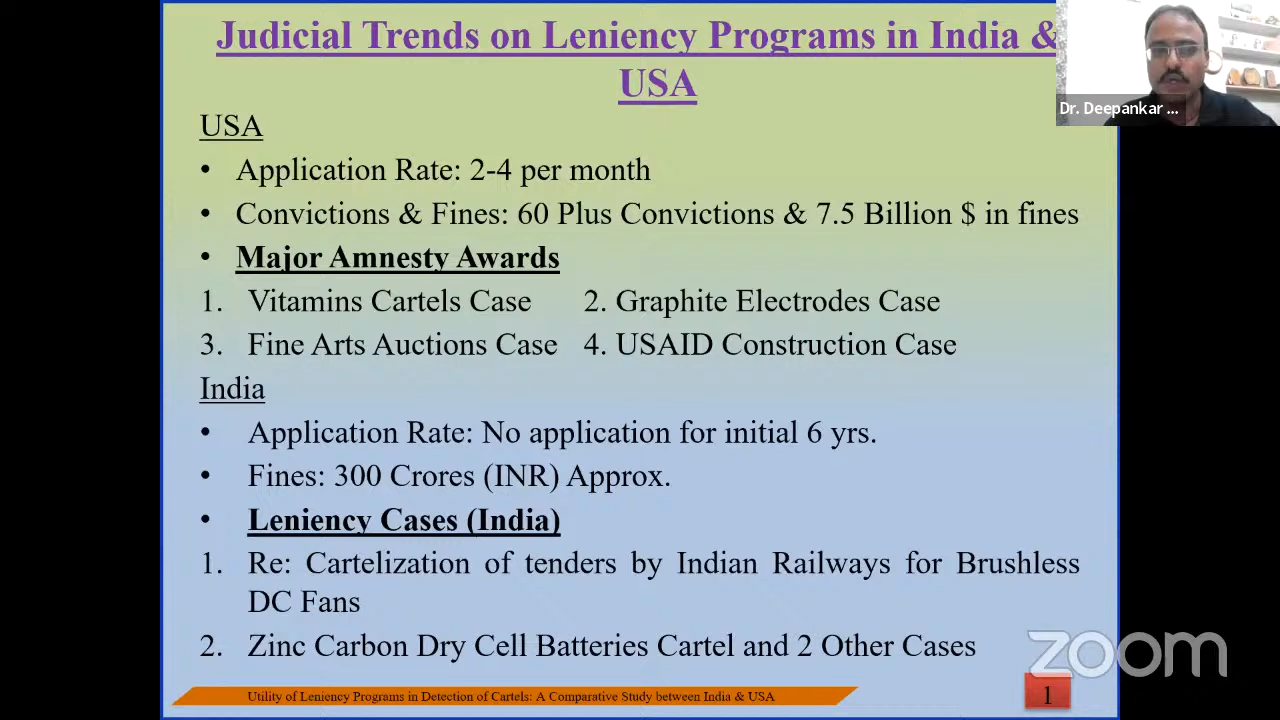 Judicial Trends on Leniency Programs in India &
USA
Dr. Deepankar ...
USA
• Application Rate: 2-4 per month
• Convictions & Fines: 60 Plus Convictions & 7.5 Billion $ in fines
• Major Amnesty Awards
1. Vitamins Cartels Case 2. Graphite Electrodes Case
3. Fine Arts Auctions Case 4. USAID Construction Case
India
• Application Rate: No application for initial 6 yrs.
• Fines: 300 Crores (INR) Approx.
• Leniency Cases (India)
1. Re: Cartelization of tenders by Indian Railways for Brushless
DC Fans
2. Zinc Carbon Dry Cell Batteries Cartel and 2 Other Cases
zoom
Utility of Leniency Programs in Detection of Cartels: A Comparative Study between India & USA
1